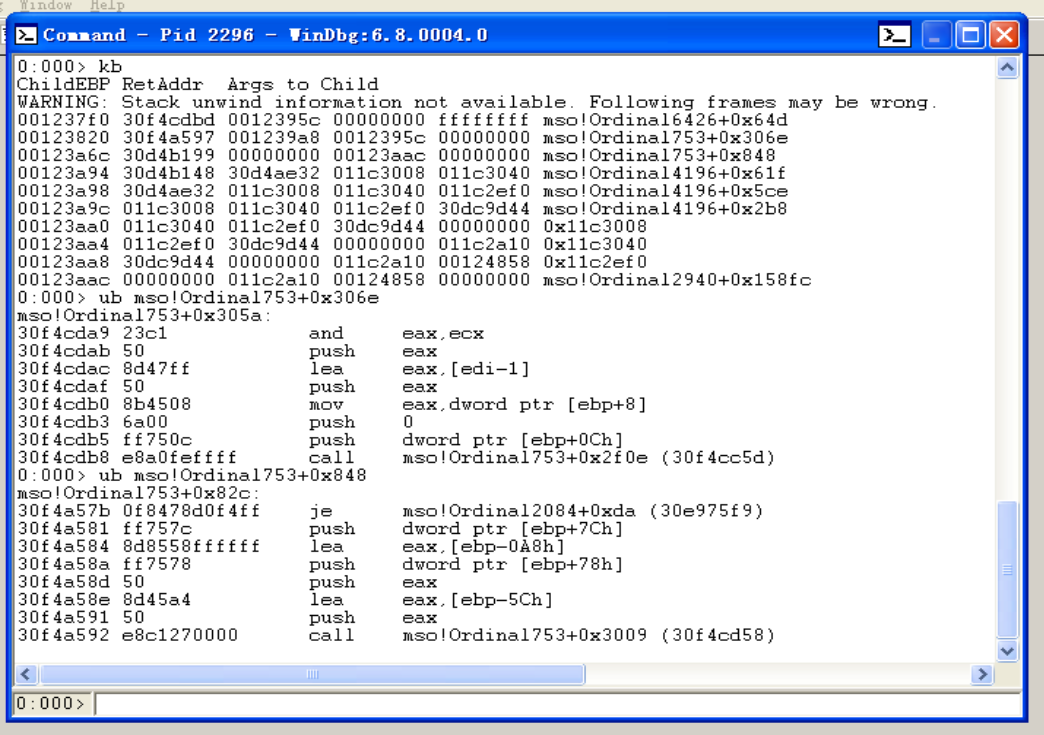 Window Help
Command - Pid 2296 - WinDbg:6.8.0004.0
0:000> kb
ChildEBP RetAddr  Args to Child
WARNING: Stack unwind information not available. Following frames may be wrong.
001237f0 30f4cdbd 0012395c 00000000 ffffffff mso!Ordinal6426+0x64d
00123820 30f4a597 001239a8 0012395c 00000000 mso!Ordinal753+0x306e
00123a6c 30d4b199 00000000 00123aac 00000000 mso!Ordinal753+0x848
00123a94 30d4b148 30d4ae32 011c3008 011c3040 mso!Ordinal4196+0x61f
00123a98 30d4ae32 011c3008 011c3040 011c2ef0 mso!Ordinal4196+0x5ce
00123a9c 011c3008 011c3040 011c2ef0 30dc9d44 mso!Ordinal4196+0x2b8
00123aa0 011c3040 011c2ef0 30dc9d44 00000000 0x11c3008
00123aa4 011c2ef0 30dc9d44 00000000 011c2a10 0x11c3040
00123aa8 30dc9d44 00000000 011c2a10 00124858 0x11c2ef0
00123aac 00000000 011c2a10 00124858 00000000 mso!Ordinal2940+0x158fc
0:000> ub mso!Ordinal753+0x306e
mso!Ordinal753+0x305a:
30f4cda9 23c1            and     eax,ecx
30f4cdab 50              push    eax
30f4cdac 8d47ff          lea     eax,[edi-1]
30f4cdaf 50              push    eax
30f4cdb0 8b4508          mov     eax,dword ptr [ebp+8]
30f4cdb3 6a00            push    0
30f4cdb5 ff750c          push    dword ptr [ebp+0Ch]
30f4cdb8 e8a0feffff      call    mso!Ordinal753+0x2f0e (30f4cc5d)
0:000> ub mso!Ordinal753+0x848
mso!Ordinal753+0x82c:
30f4a57b 0f8478d0f4ff    je      mso!Ordinal2084+0xda (30e975f9)
30f4a581 ff757c          push    dword ptr [ebp+7Ch]
30f4a584 8d8558ffffff    lea     eax,[ebp-0A8h]
30f4a58a ff7578          push    dword ptr [ebp+78h]
30f4a58d 50              push    eax
30f4a58e 8d45a4          lea     eax,[ebp-5Ch]
30f4a591 50              push    eax
30f4a592 e8c1270000      call    mso!Ordinal753+0x3009 (30f4cd58)
0:000>